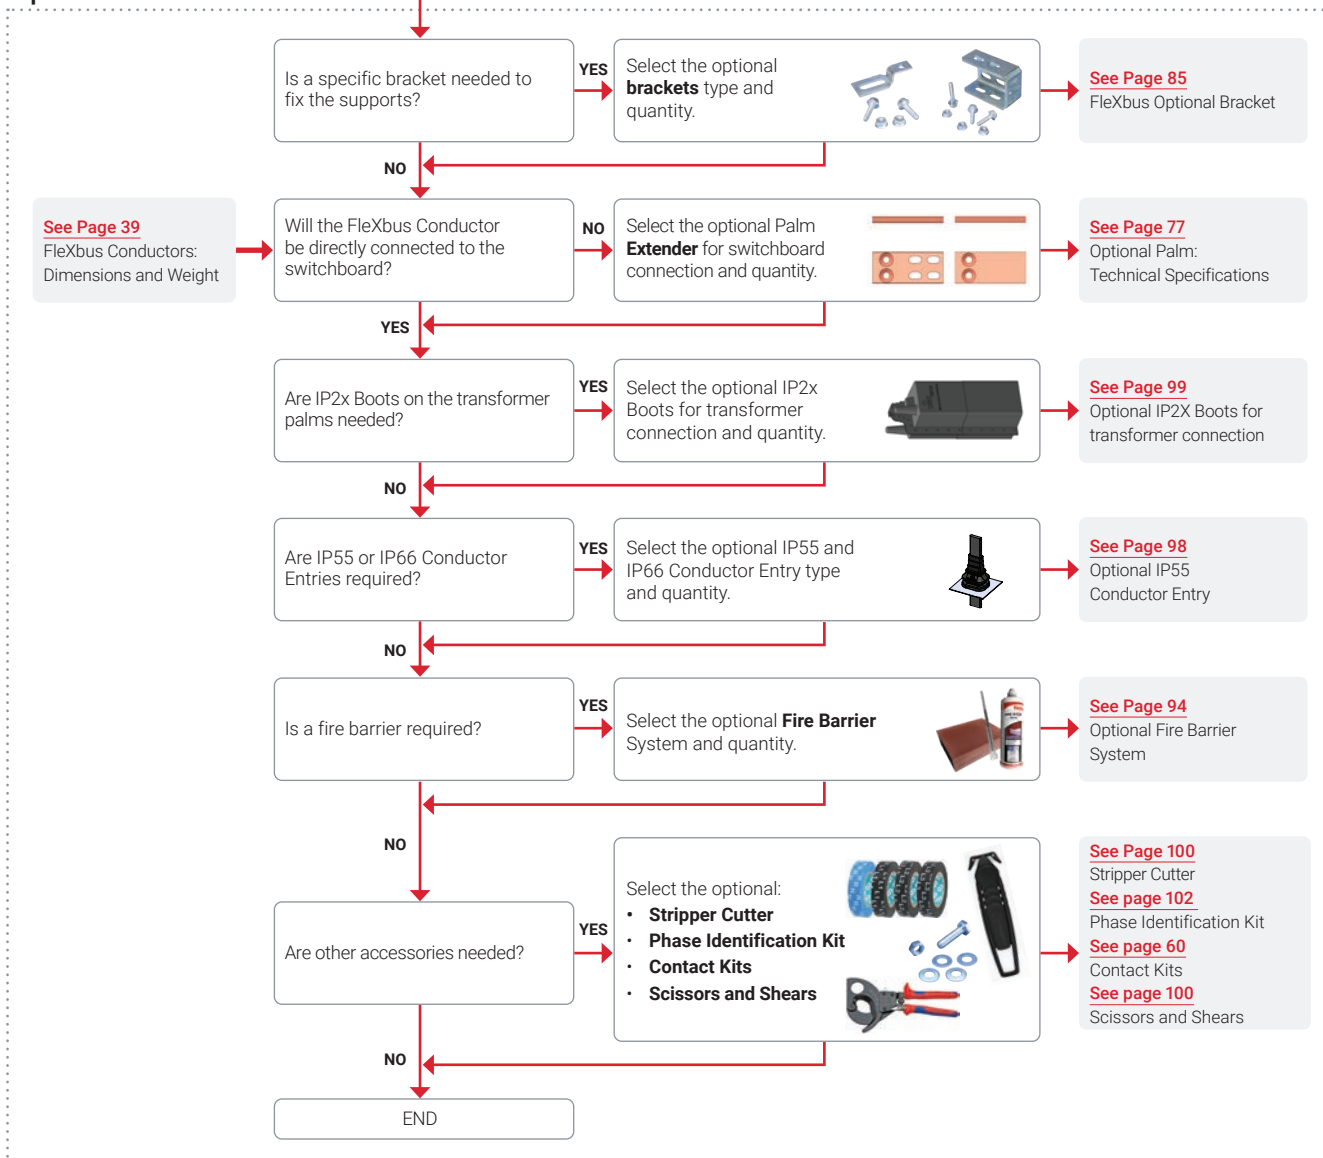 Is a specific bracket needed to
fix the supports?
YES
Select the optional
brackets type and
quantity.
See Page 85
FleXbus Optional Bracket
NO
See Page 39
FleXbus Conductors:
Dimensions and Weight
Will the FleXbus Conductor
be directly connected to the
switchboard?
NO
Select the optional Palm
Extender for switchboard
connection and quantity.
See Page 77
Optional Palm:
Technical Specifications
YES
Are IP2x Boots on the transformer
palms needed?
YES
Select the optional IP2x
Boots for transformer
connection and quantity.
See Page 99
Optional IP2X Boots for
transformer connection
NO
Are IP55 or IP66 Conductor
Entries required?
YES
Select the optional IP55 and
IP66 Conductor Entry type
and quantity.
See Page 98
Optional IP55
Conductor Entry
NO
Is a fire barrier required?
YES
Select the optional Fire Barrier
System and quantity.
See Page 94
Optional Fire Barrier
System
NO
Are other accessories needed?
YES
Select the optional:
• Stripper Cutter
• Phase Identification Kit
• Contact Kits
• Scissors and Shears
See Page 100
Stripper Cutter
See page 102
Phase Identification Kit
See page 60
Contact Kits
See page 100
Scissors and Shears
NO
END